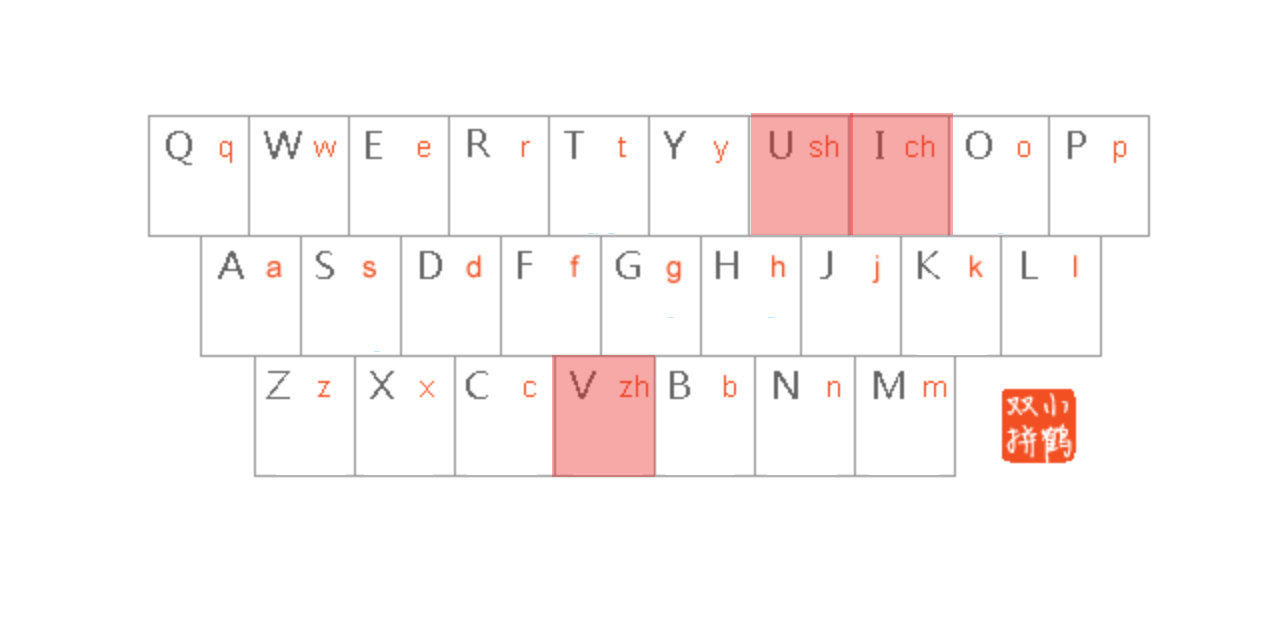 Q q W w E e R r T t Y y U sh I ch O o P p
A a S s D d F f G g H h J j K k L l
Z z X x C c V zh B b N n M m
小鹤
双拼